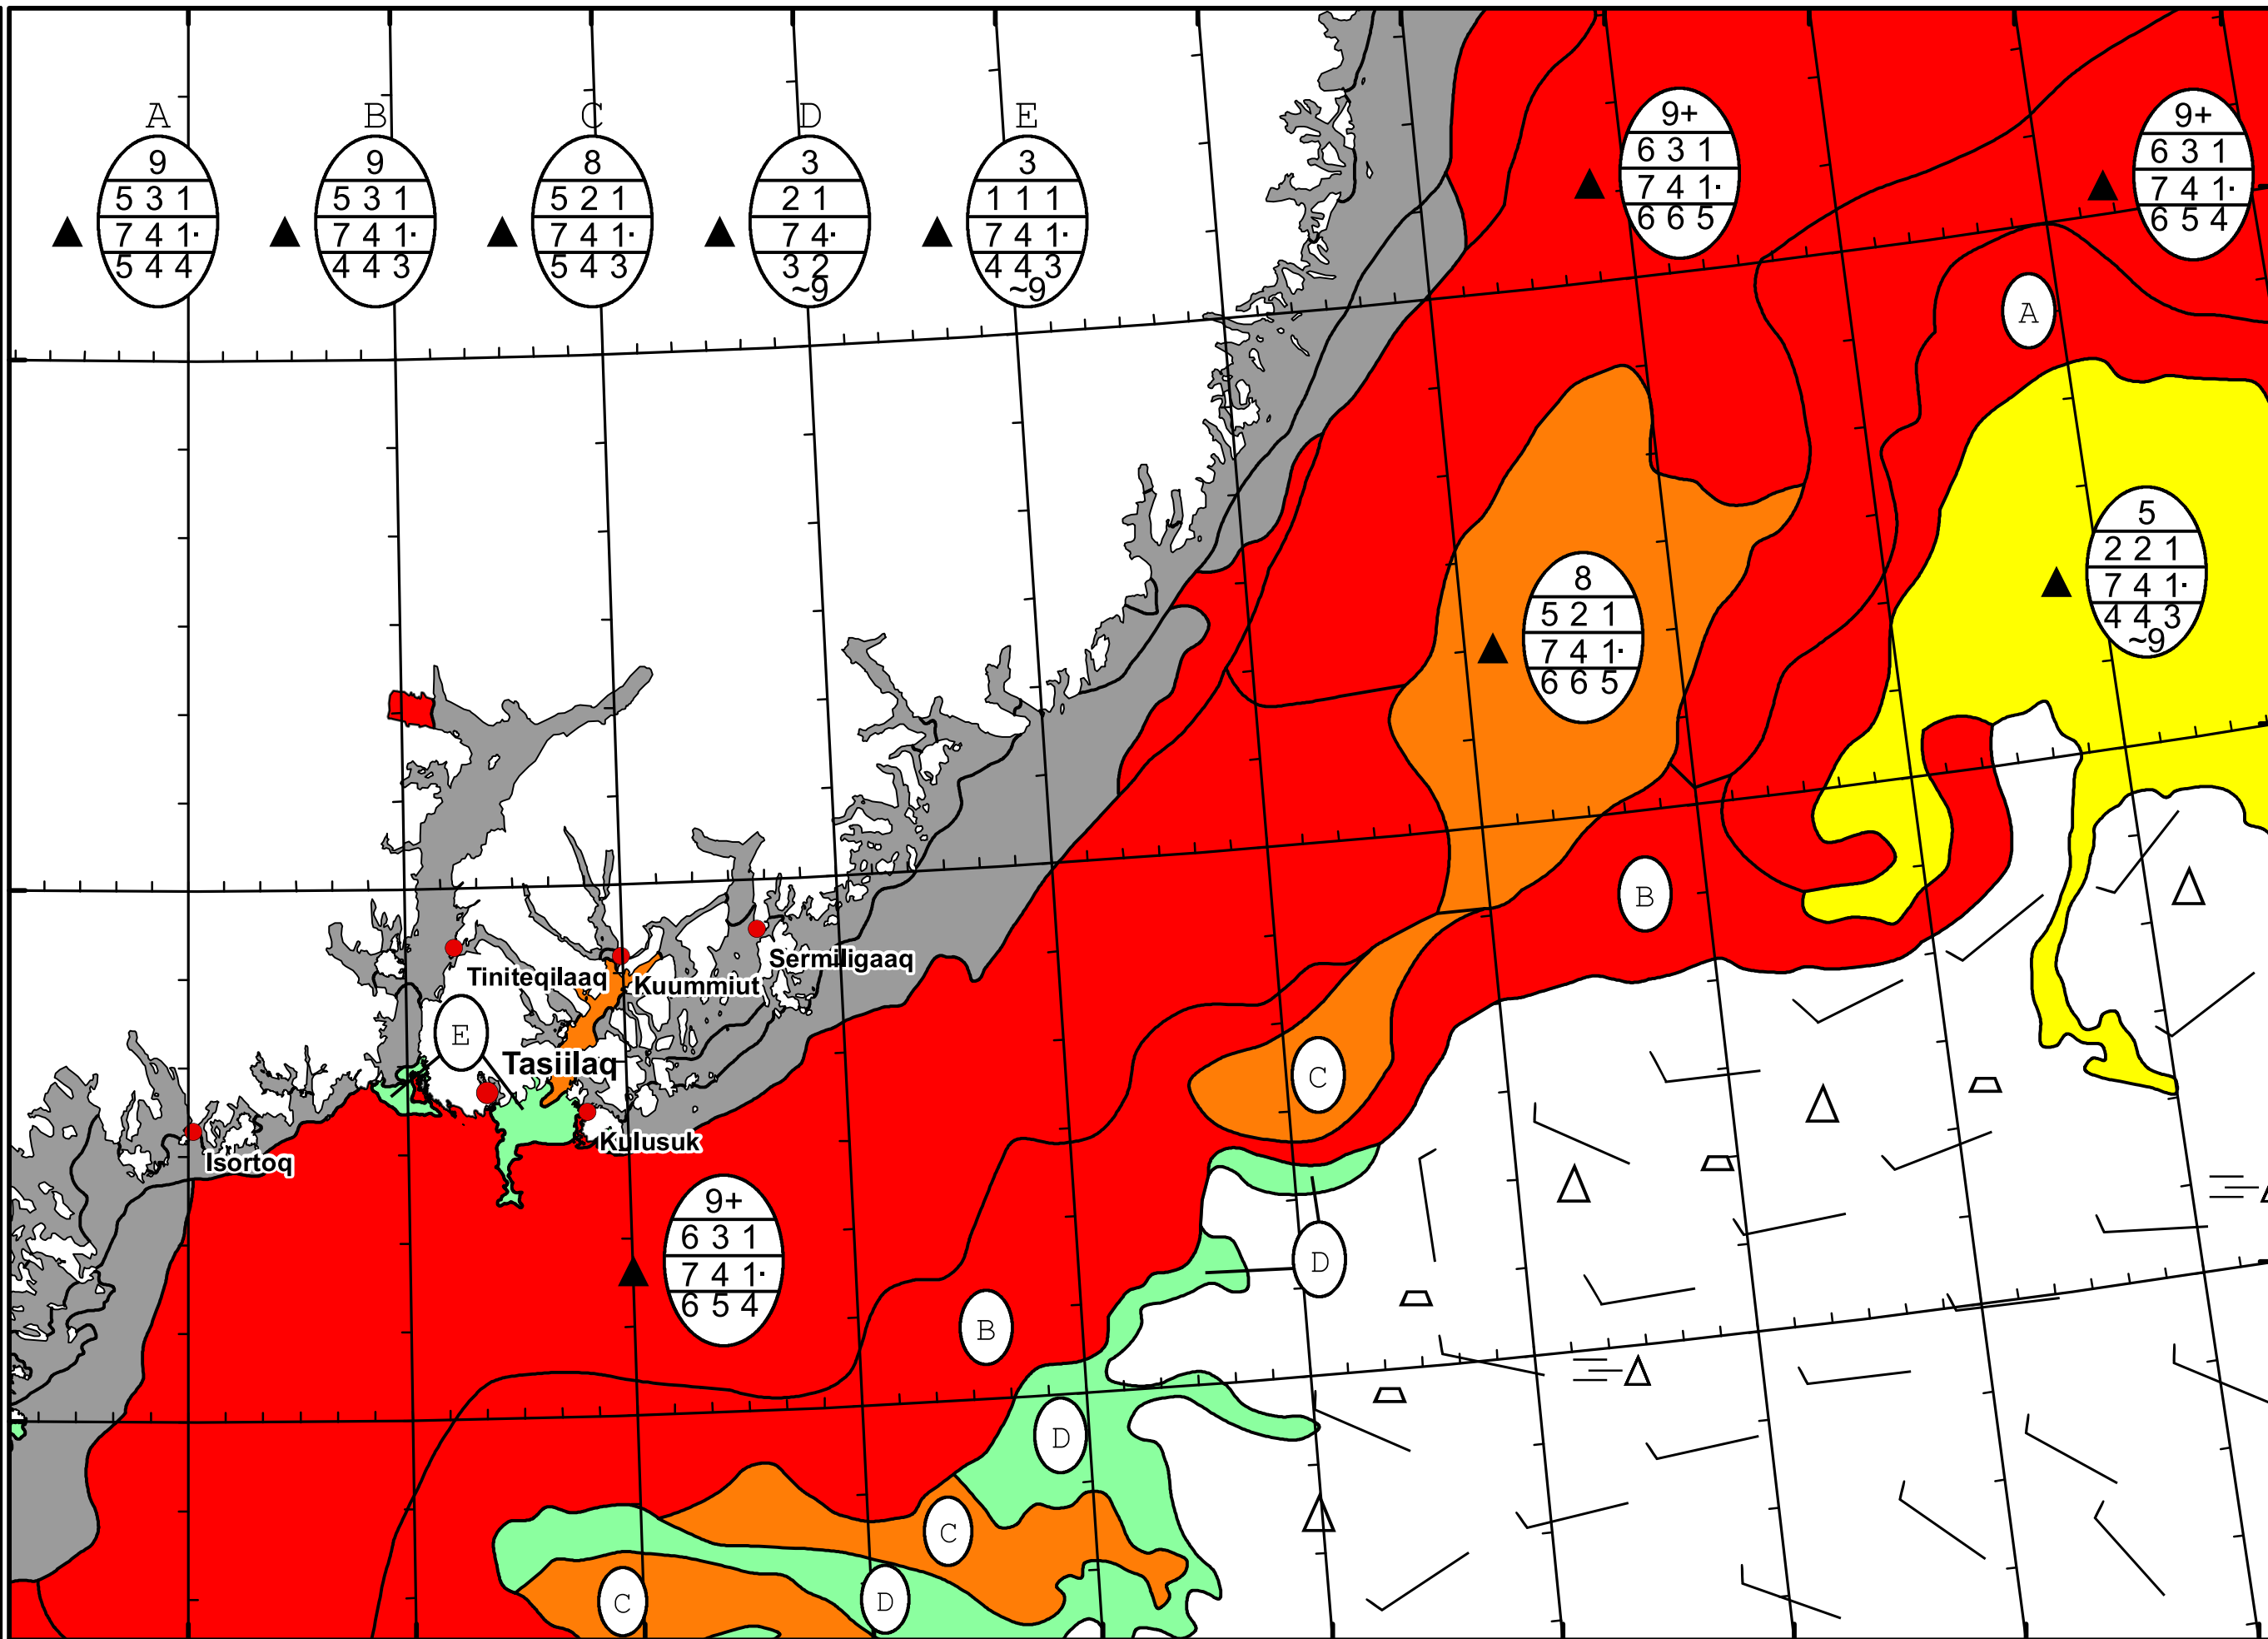 A
9
5 3 1
7 4 1·
5 4 4
B
9
5 3 1
7 4 1·
4 4 3
C
8
5 2 1
7 4 1·
5 4 3
D
3
2 1
7 4·
3 2
~9
E
3
1 1 1
7 4 1·
4 4 3
~9
9+
6 3 1
7 4 1·
6 6 5
9+
6 3 1
7 4 1·
6 5 4
A
5
2 2 1
7 4 1·
4 4 3
~9
8
5 2 1
7 4 1·
6 6 5
B
Sermiligaaq
Tiniteqilaaq
Kuummiut
E
Tasiilaq
C
Kulusuk
Isortoq
9+
6 3 1
7 4 1·
6 5 4
D
B
D
C
C
D